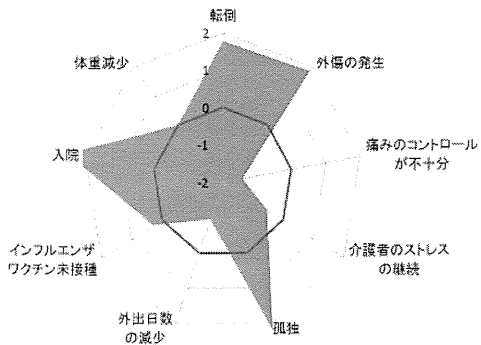 転倒
2
体重減少
外傷の発生
1
0
入院
-1
痛みのコントロール
が不十分
-2
インフルエンザ
ワクチン未接種
介護者のストレス
の継続
外出日数
の減少
孤独